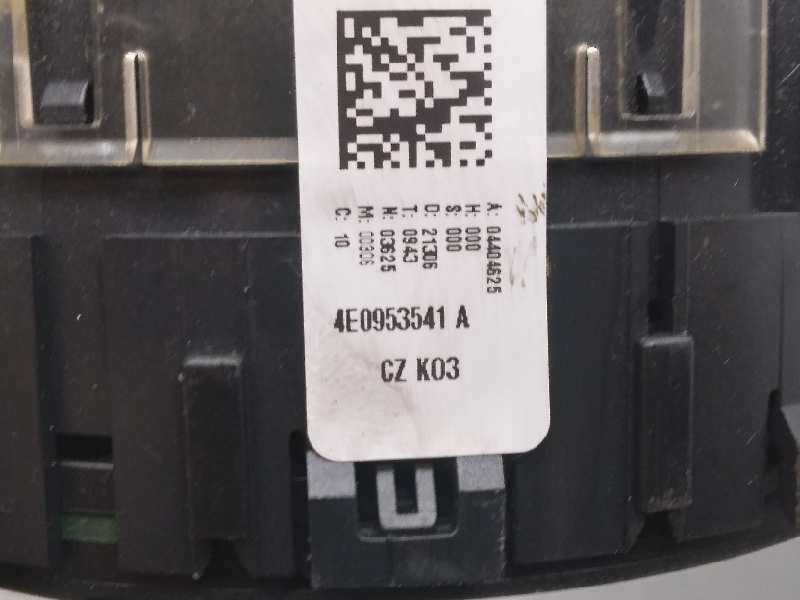 A: 04404625
H: 000
S: 000
D: 21306
T: 0943
N: 03625
M: 00306
C: 10
4E0953541 A
CZ K03